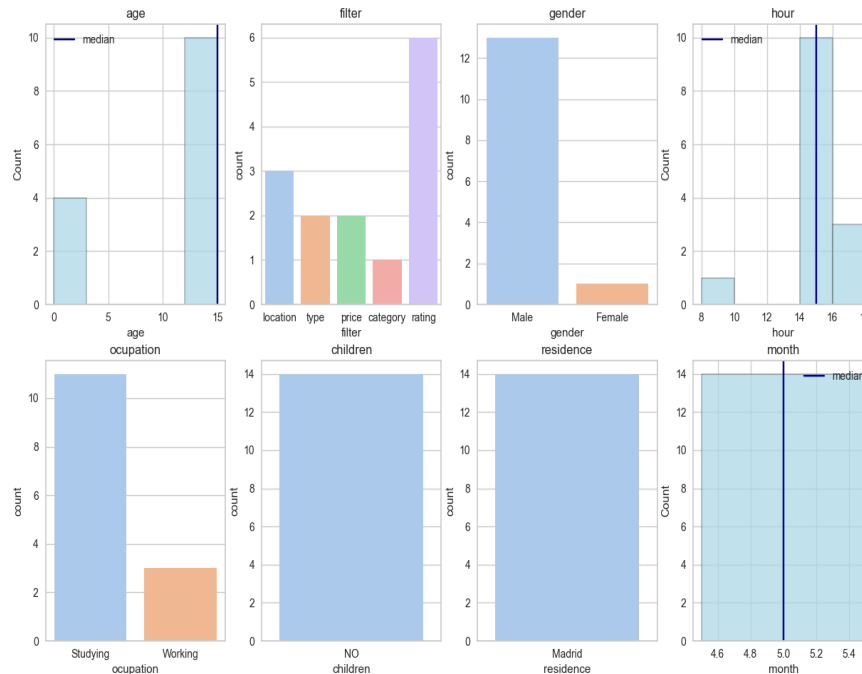 age
filter
gender
hour
median
median
10
8
6
4
2
0
Count
0 5 10 15
age
6
5
4
3
2
1
0
count
location type price category rating
filter
12
10
8
6
4
2
0
count
Male Female
gender
10
8
6
4
2
0
Count
8 10 12 14 16 18
hour
ocupation
children
residence
month
median
10
8
6
4
2
0
count
Studying Working
ocupation
14
12
10
8
6
4
2
0
count
NO
children
14
12
10
8
6
4
2
0
count
Madrid
residence
14
12
10
8
6
4
2
0
Count
4.6 4.8 5.0 5.2 5.4
month